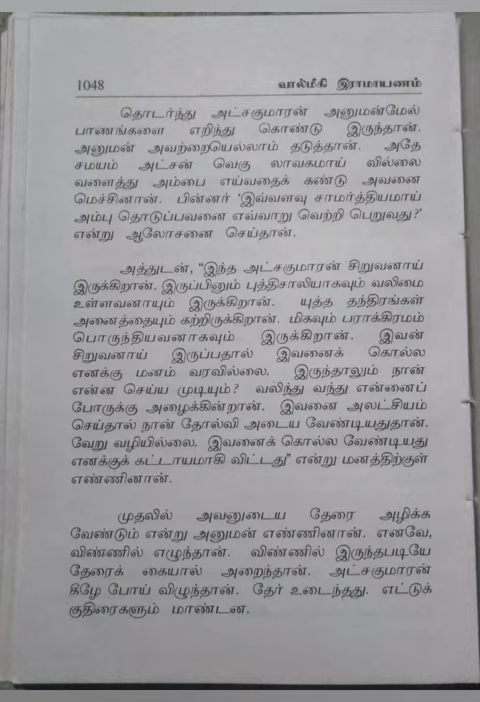 1048 வால்மீகி இராமாயணம்
தொடர்ந்து அட்சகுமாரன் அனுமன்மேல்
பாணங்களை எறிந்து கொண்டு இருந்தான்.
அனுமன் அவற்றையெல்லாம் தடுத்தான். அதே
சமயம் அட்சன் வெகு லாவகமாய் வில்லை
வளைத்து அம்பை எய்வதைக் கண்டு அவனை
மெச்சினான். பின்னர் 'இவ்வளவு சாமர்த்தியமாய்
அம்பு தொடுப்பவனை எவ்வாறு வெற்றி பெறுவது?'
என்று ஆலோசனை செய்தான்.
அத்துடன், "இந்த அட்சகுமாரன் சிறுவனாய்
இருக்கிறான். இருப்பினும் புத்திசாலியாகவும் வலிமை
உள்ளவனாயும் இருக்கிறான். யுத்த தந்திரங்கள்
அனைத்தையும் கற்றிருக்கிறான். மிகவும் பராக்கிரமம்
பொருந்தியவனாகவும் இருக்கிறான். இவன்
சிறுவனாய் இருப்பதால் இவனைக் கொல்ல
எனக்கு மனம் வரவில்லை. இருந்தாலும் நான்
என்ன செய்ய முடியும்? வலிந்து வந்து என்னைப்
போருக்கு அழைக்கின்றான். இவனை அலட்சியம்
செய்தால் நான் தோல்வி அடைய வேண்டியதுதான்.
வேறு வழியில்லை. இவனைக் கொல்ல வேண்டியது
எனக்குக் கட்டாயமாகி விட்டது" என்று மனத்திற்குள்
எண்ணினான்.
முதலில் அவனுடைய தேரை அழிக்க
வேண்டும் என்று அனுமன் எண்ணினான். எனவே,
விண்ணில் எழுந்தான். விண்ணில் இருந்தபடியே
தேரைக் கையால் அறைந்தான். அட்சகுமாரன்
கீழே போய் விழுந்தான். தேர் உடைந்தது. எட்டுக்
குதிரைகளும் மாண்டன.